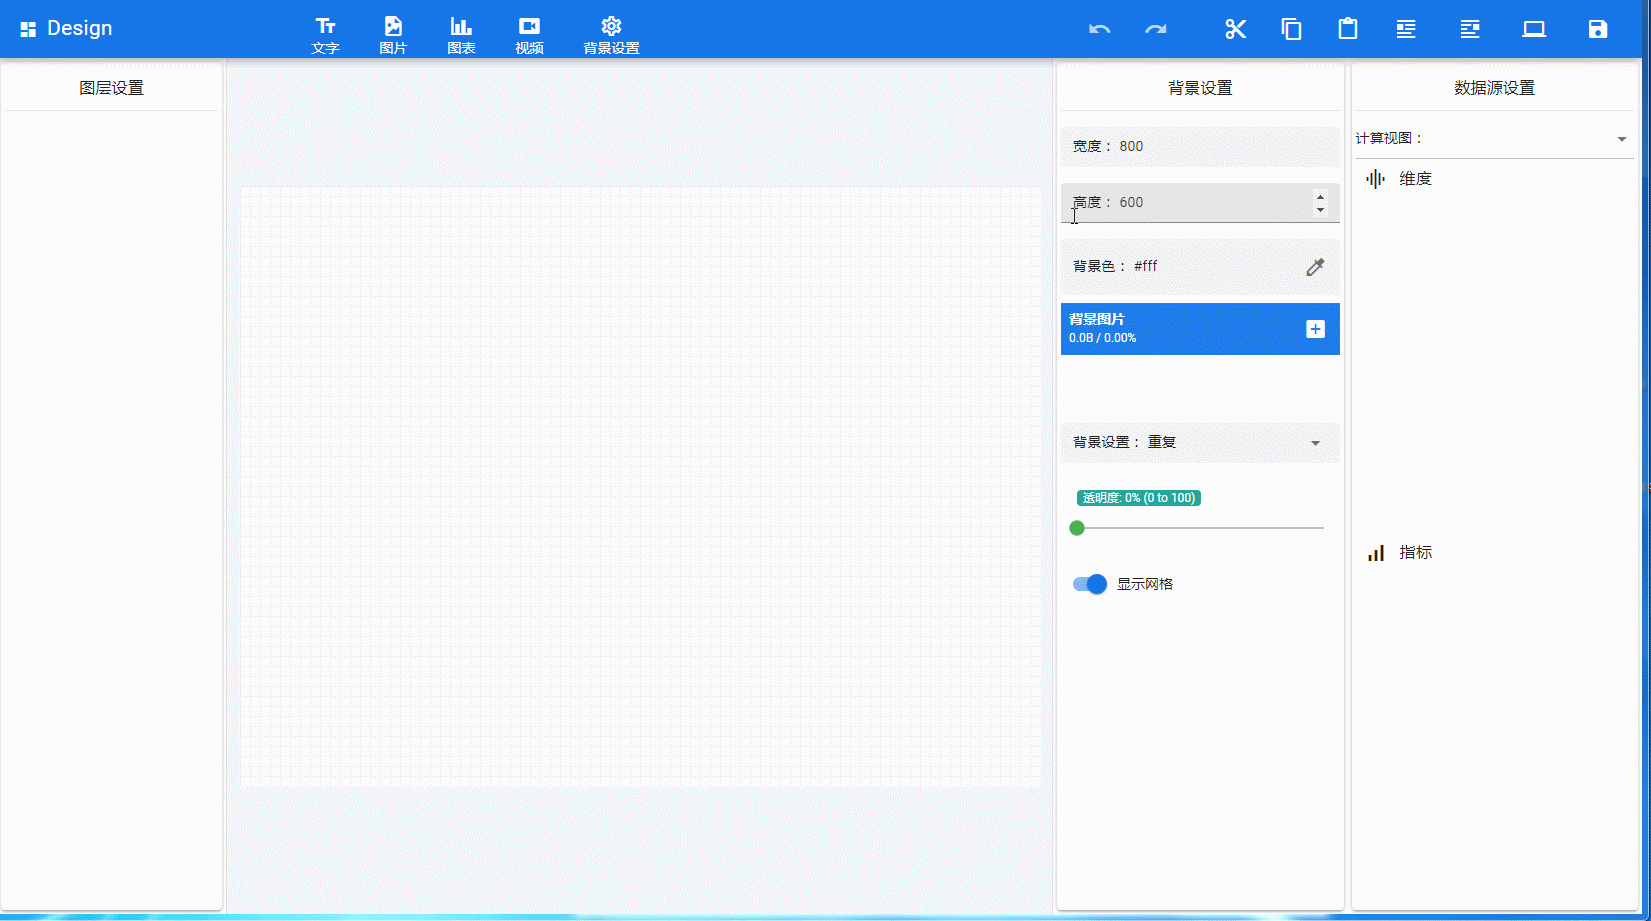 Design
文字
图片
图表
视频
背景设置
图层设置
背景设置
宽度： 800
高度： 600
背景色： #fff
背景图片
0.0B / 0.00%
背景设置： 重复
透明度: 0% (0 to 100)
显示网格
数据源设置
计算视图：
维度
指标